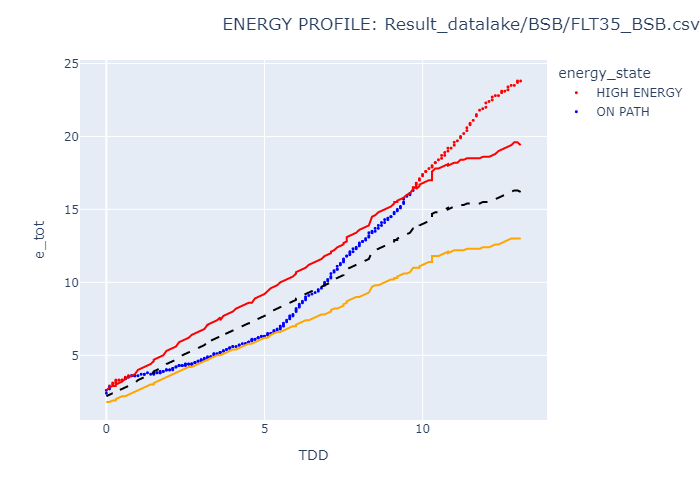 ENERGY PROFILE: Result_datalake/BSB/FLT35_BSB.csv
energy_state
HIGH ENERGY
ON PATH
e_tot
25
20
15
10
5
0
5
10
TDD